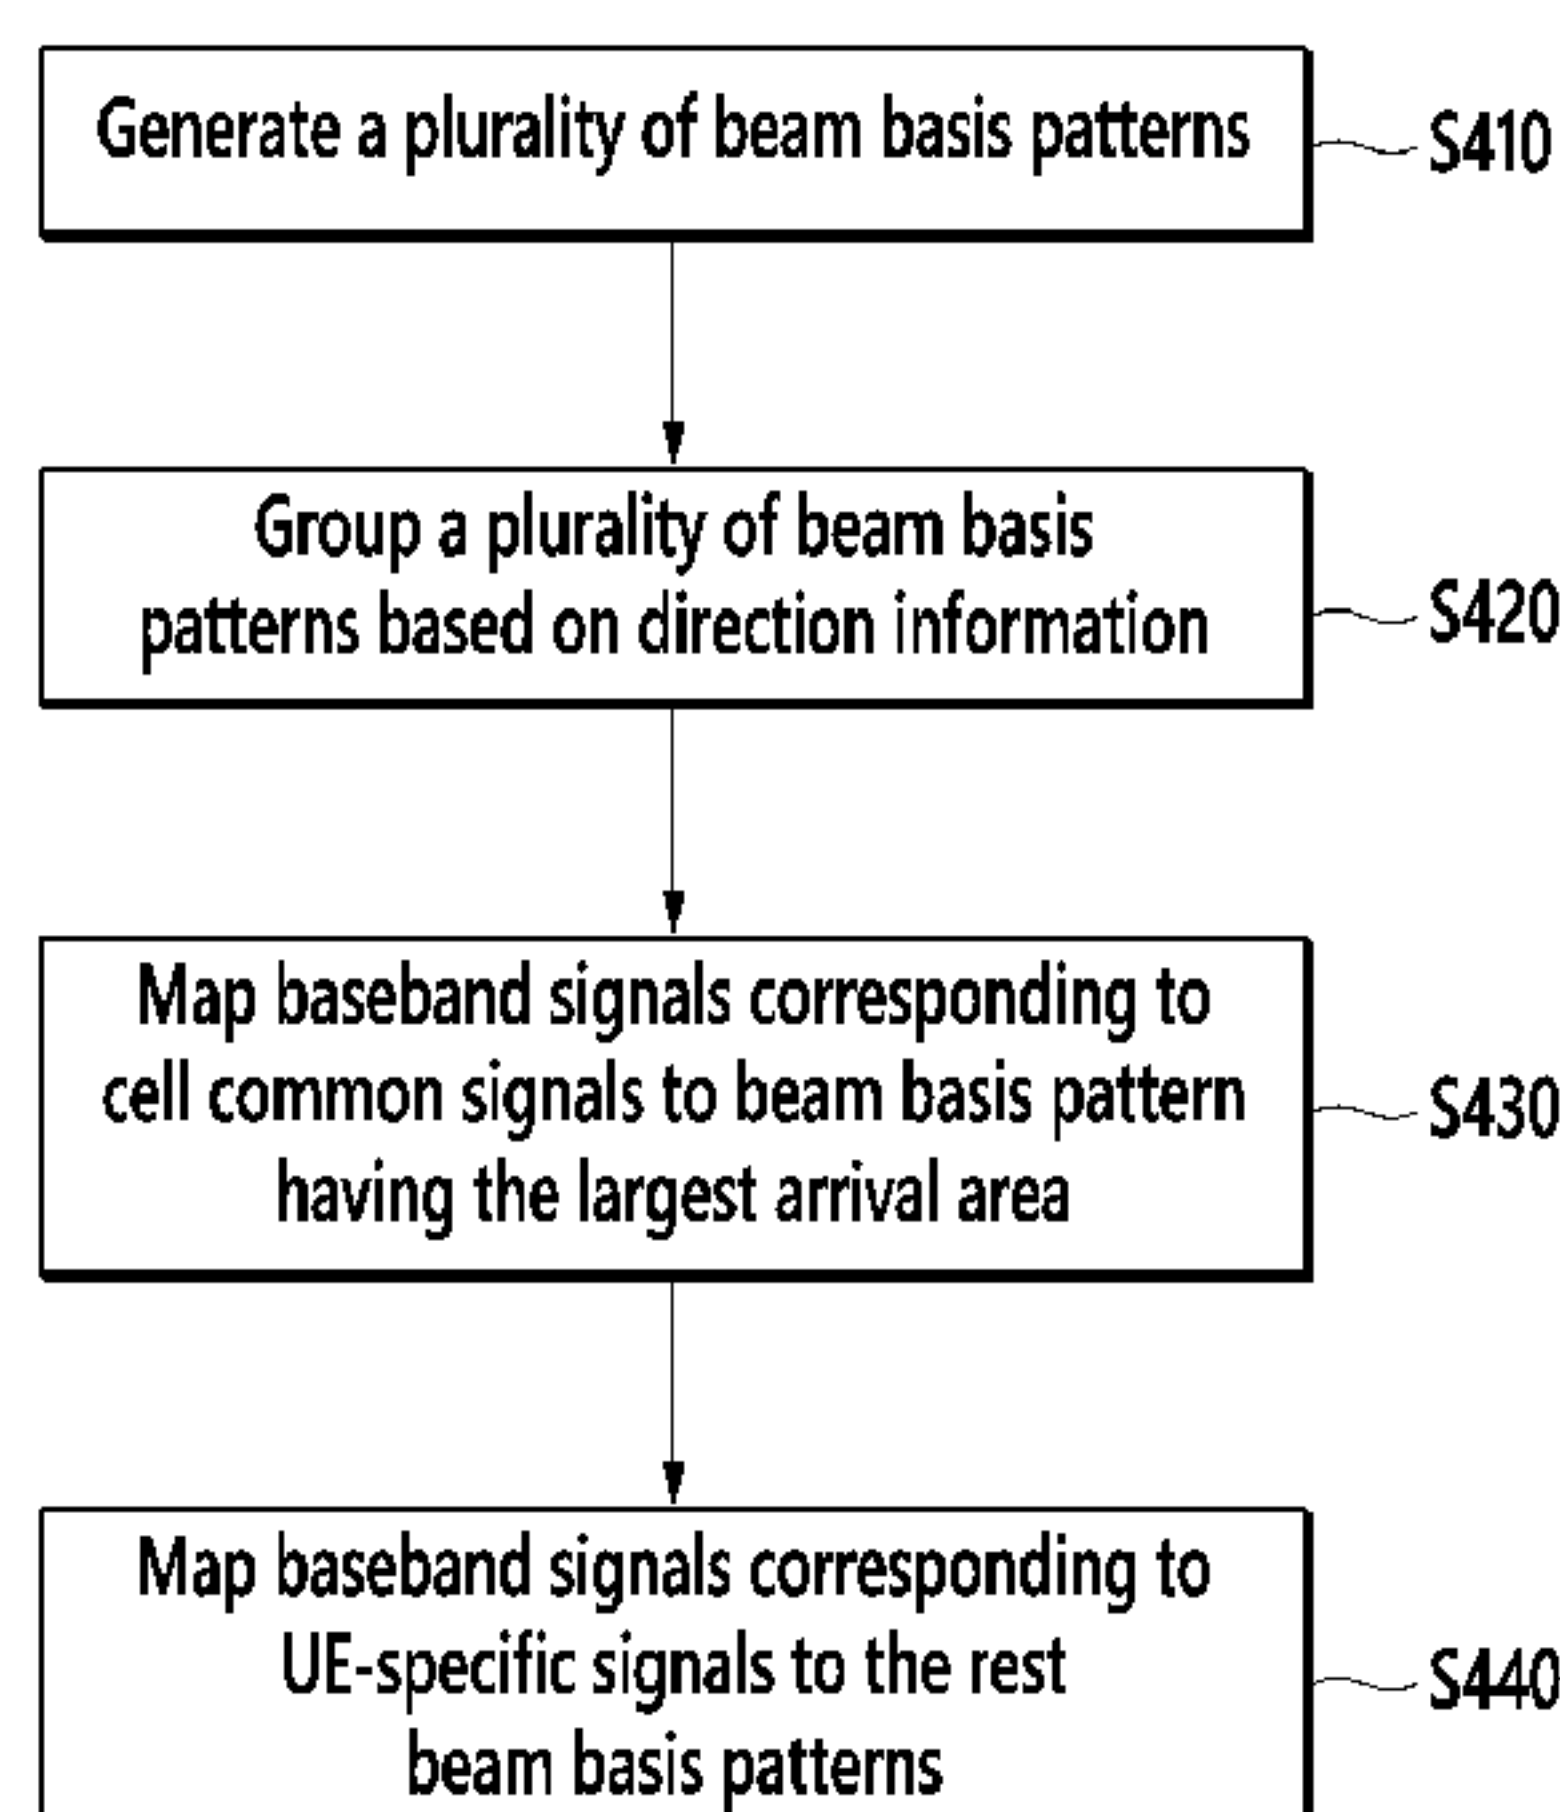 Generate a plurality of beam basis patterns
S410
Group a plurality of beam basis
patterns based on direction information
S420
Map baseband signals corresponding to
cell common signals to beam basis pattern
having the largest arrival area
S430
Map baseband signals corresponding to
UE-specific signals to the rest
beam basis patterns
S440